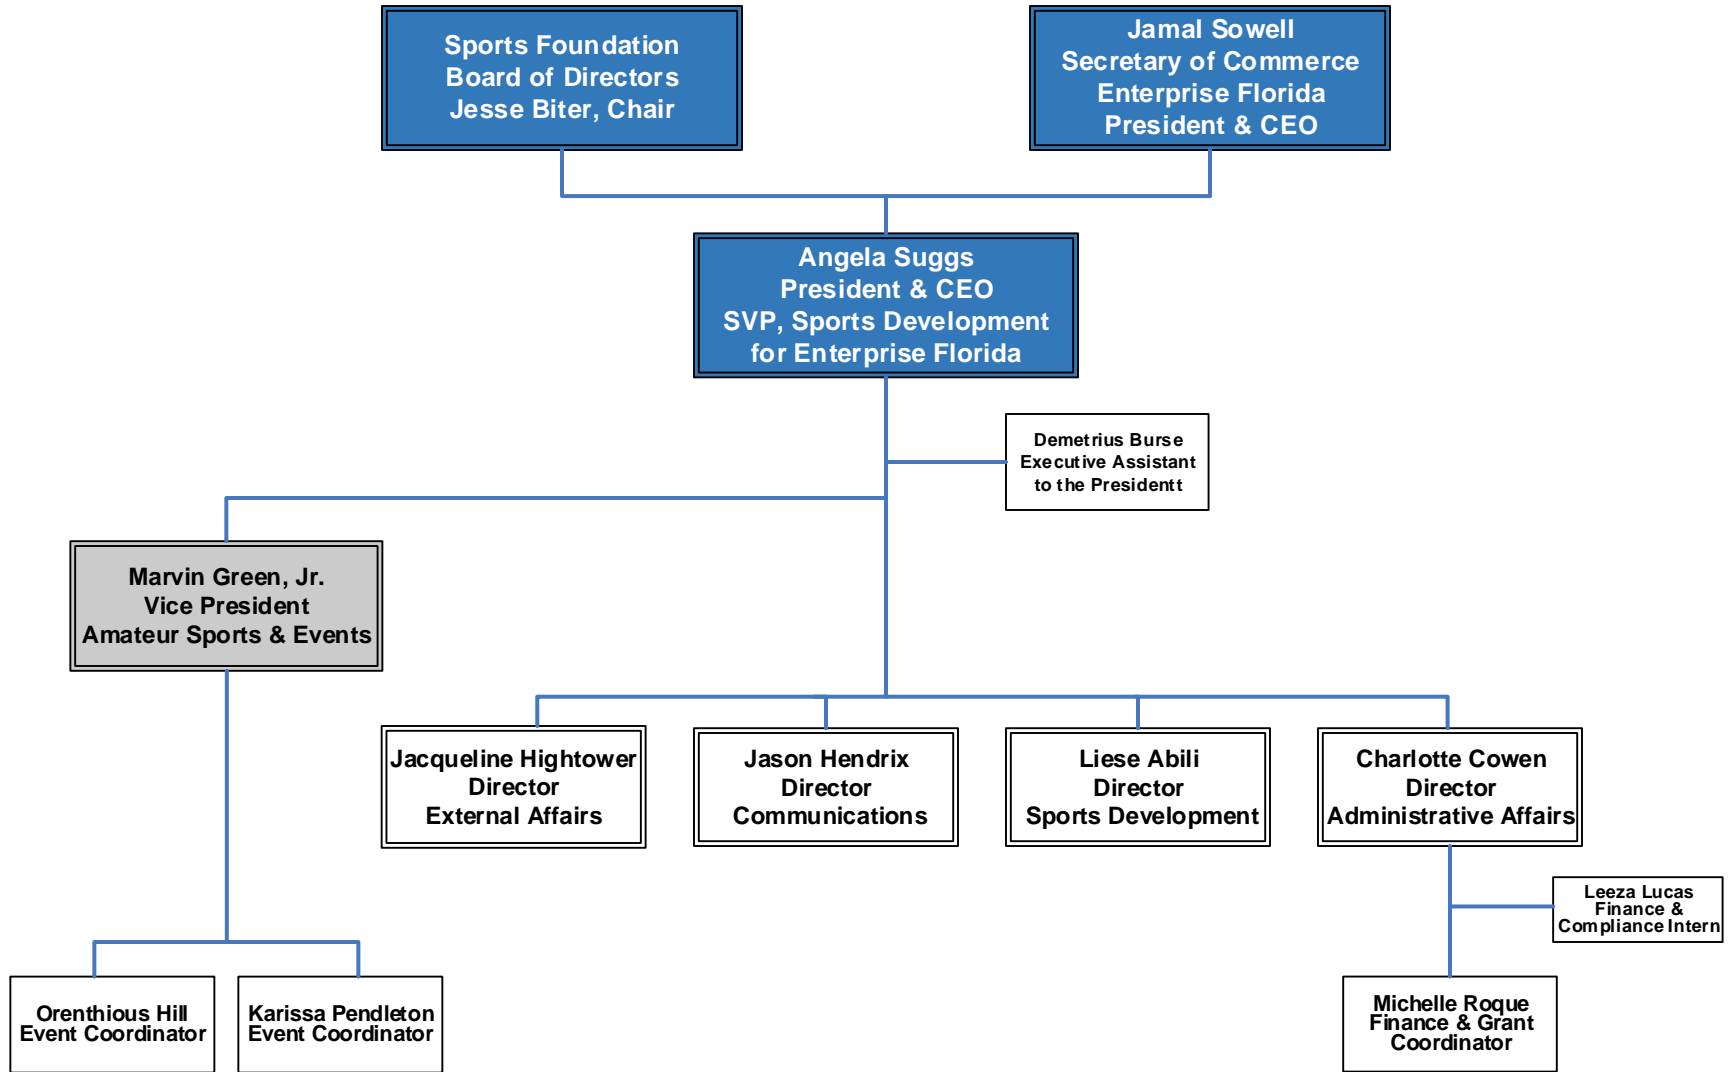 Sports Foundation
Board of Directors
Jesse Biter, Chair
Jamal Sowell
Secretary of Commerce
Enterprise Florida
President & CEO
Angela Suggs
President & CEO
SVP, Sports Development
for Enterprise Florida
Demetrius Burse
Executive Assistant
to the Presidentt
Marvin Green, Jr.
Vice President
Amateur Sports & Events
Jacqueline Hightower
Director
External Affairs
Jason Hendrix
Director
Communications
Liese Abili
Director
Sports Development
Charlotte Cowen
Director
Administrative Affairs
Leeza Lucas
Finance &
Compliance Intern
Orenthious Hill
Event Coordinator
Karissa Pendleton
Event Coordinator
Michelle Roque
Finance & Grant
Coordinator